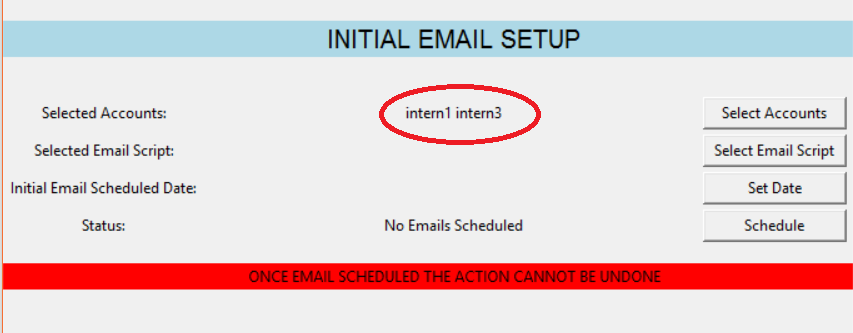 INITIAL EMAIL SETUP
Selected Accounts: intern1 intern3 Select Accounts
Selected Email Script: Select Email Script
Initial Email Scheduled Date: Set Date
Status: No Emails Scheduled Schedule
ONCE EMAIL SCHEDULED THE ACTION CANNOT BE UNDONE